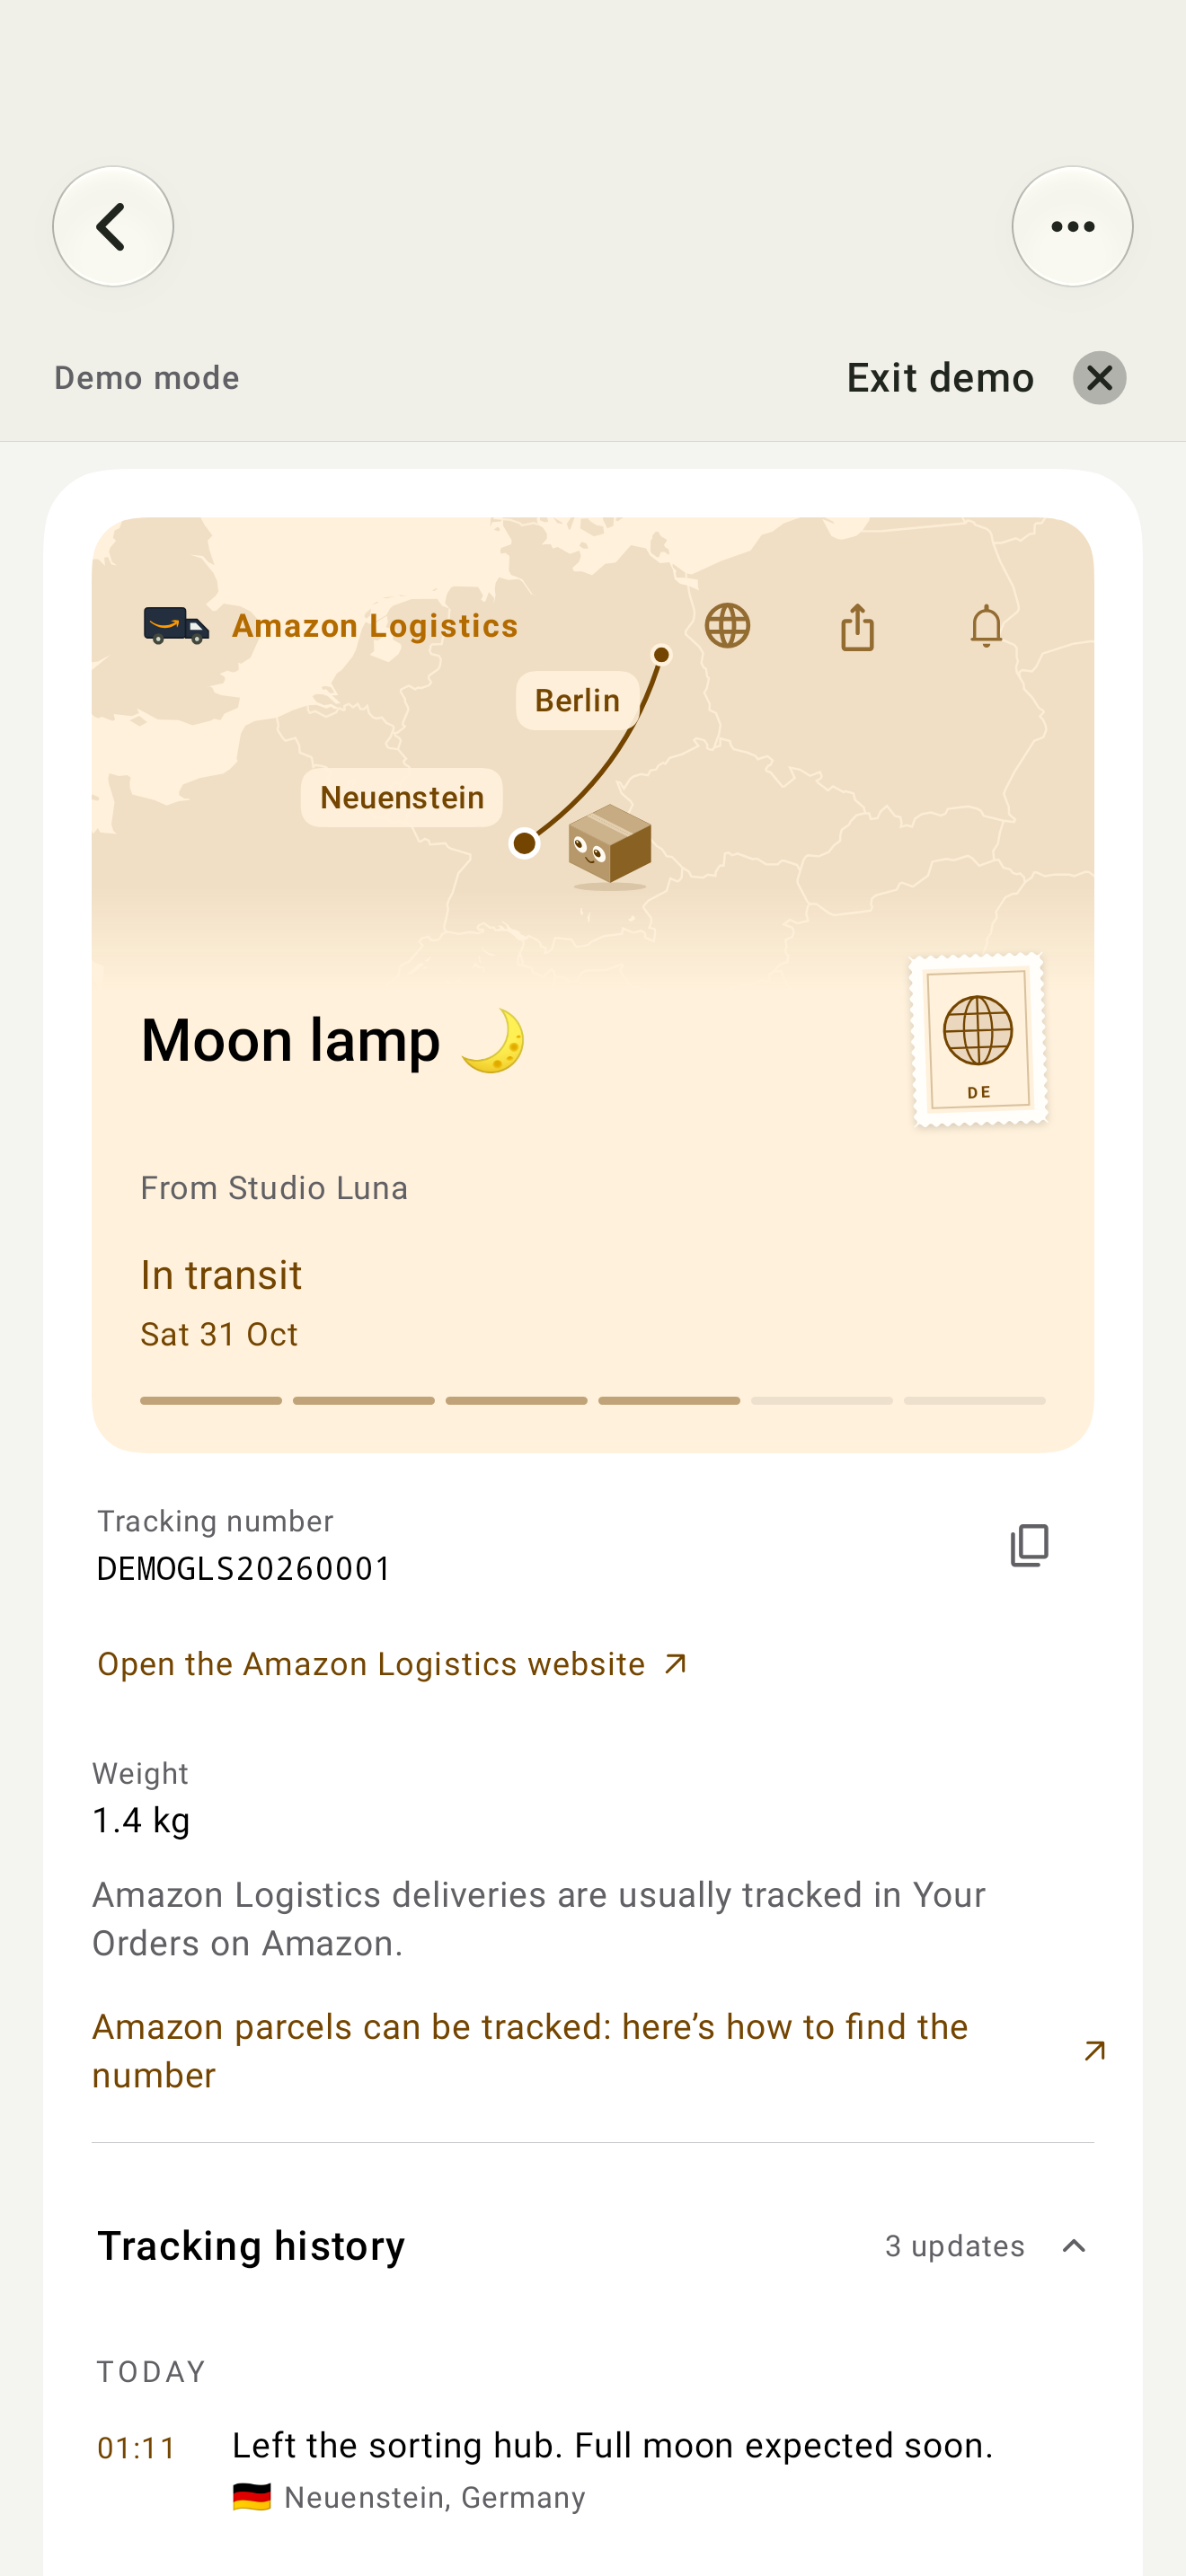 Demo mode
Exit demo
Amazon Logistics
Berlin
Neuenstein
Moon lamp 🌙
DE
From Studio Luna
In transit
Sat 31 Oct
Tracking number
DEMOGLS20260001
Open the Amazon Logistics website
Weight
1.4 kg
Amazon Logistics deliveries are usually tracked in Your
Orders on Amazon.
Amazon parcels can be tracked: here’s how to find the
number
Tracking history
3 updates
TODAY
01:11
Left the sorting hub. Full moon expected soon.
🇩🇪 Neuenstein, Germany